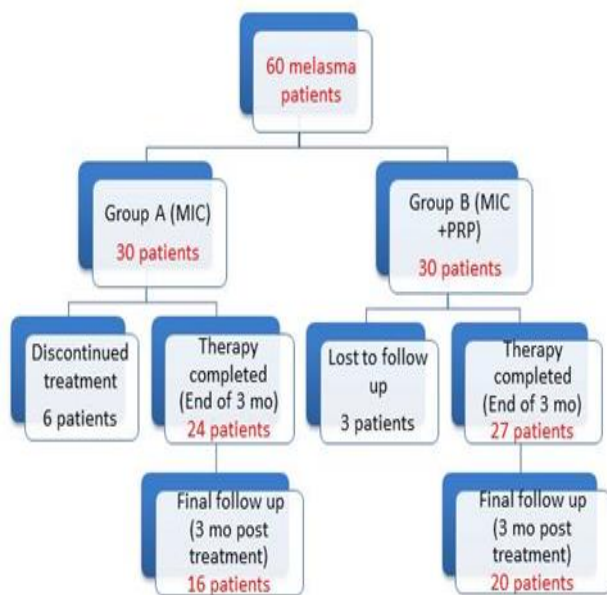 60 melasma
patients
Group A (MIC)
30 patients
Group B (MIC
+PRP)
30 patients
Discontinued
treatment
6 patients
Therapy
completed
(End of 3 mo)
24 patients
Lost to follow
up
3 patients
Therapy
completed
(End of 3 mo)
27 patients
Final follow up
(3 mo post
treatment)
16 patients
Final follow up
(3 mo post
treatment)
20 patients